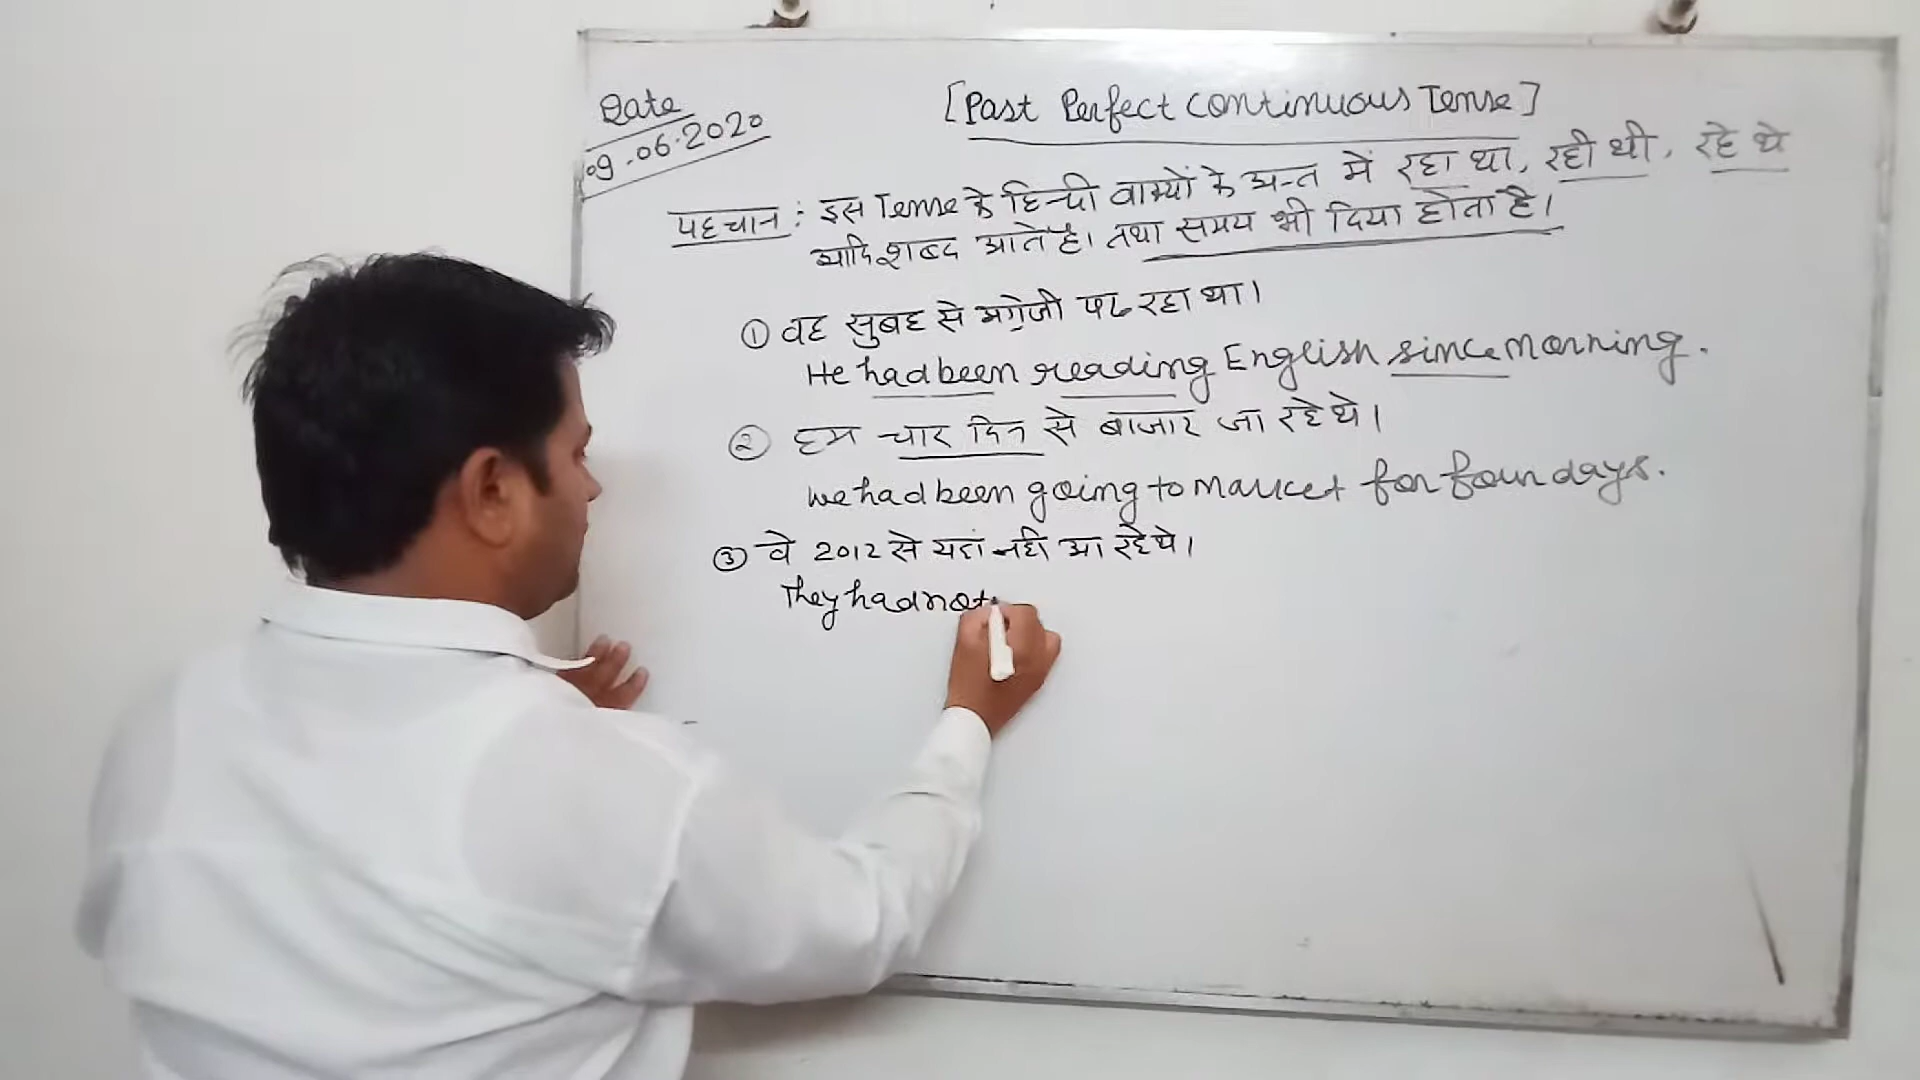 Date
09.06.2020
[Past Perfect Continuous Tense]
पहचान : इस Tense के हिन्दी वाक्यों के अन्त में रहा था, रही थी, रहे थे
आदि शब्द आते है। तथा समय भी दिया होता है।
① वह सुबह से अग्रेजी पढ रहा था।
He had been reading English since morning.
② हम चार दिन से बाजार जा रहे थे।
we had been going to market for four days.
③ वे 2012 से यहां नही आ रहे थे।
They had not